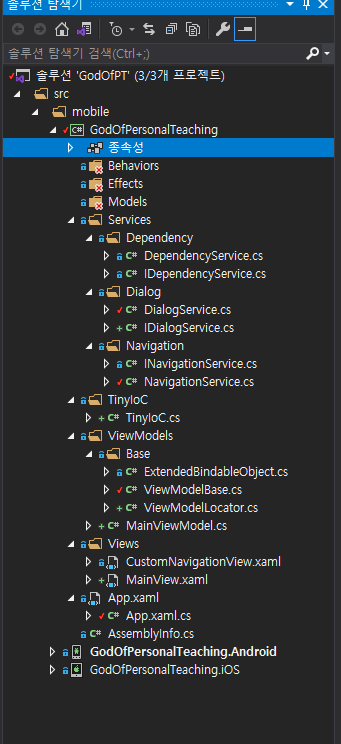 솔루션 탐색기
솔루션 탐색기 검색(Ctrl+;)
솔루션 'GodOfPT' (3/3개 프로젝트)
src
mobile
GodOfPersonalTeaching
종속성
Behaviors
Effects
Models
Services
Dependency
DependencyService.cs
IDependencyService.cs
Dialog
DialogService.cs
IDialogService.cs
Navigation
INavigationService.cs
NavigationService.cs
TinyIoC
TinyIoC.cs
ViewModels
Base
ExtendedBindableObject.cs
ViewModelBase.cs
ViewModelLocator.cs
MainViewModel.cs
Views
CustomNavigationView.xaml
MainView.xaml
App.xaml
App.xaml.cs
AssemblyInfo.cs
GodOfPersonalTeaching.Android
GodOfPersonalTeaching.iOS